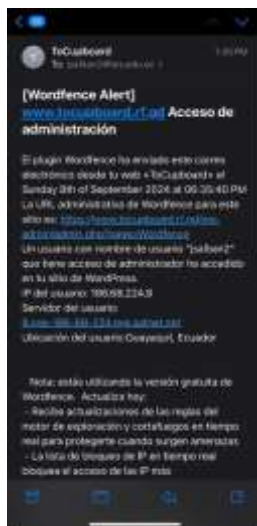 ToCupboard
To:
[Wordfence Alert]
www.tocupboard.rf.gd Acceso de
administración
El plugin Wordfence ha enviado este correo
electrónico desde tu web «ToCupboard» el
Sunday 8th of September 2024 at 06:35:40 PM
La URL administrativa de Wordfence para este
sitio es:
Un usuario con nombre de usuario
que tiene acceso de administrador ha accedido
en tu sitio de WordPress.
IP del usuario:
Servidor del usuario:
Ubicación del usuario: Guayaquil, Ecuador
Nota: estás utilizando la versión gratuita de
Wordfence. Actualiza hoy:
- Recibe actualizaciones de las reglas del
motor de exploración y cortafuegos en tiempo
real para protegerte cuando surgen amenazas
- La lista de bloqueo de IP en tiempo real
bloquea el acceso de las IP más